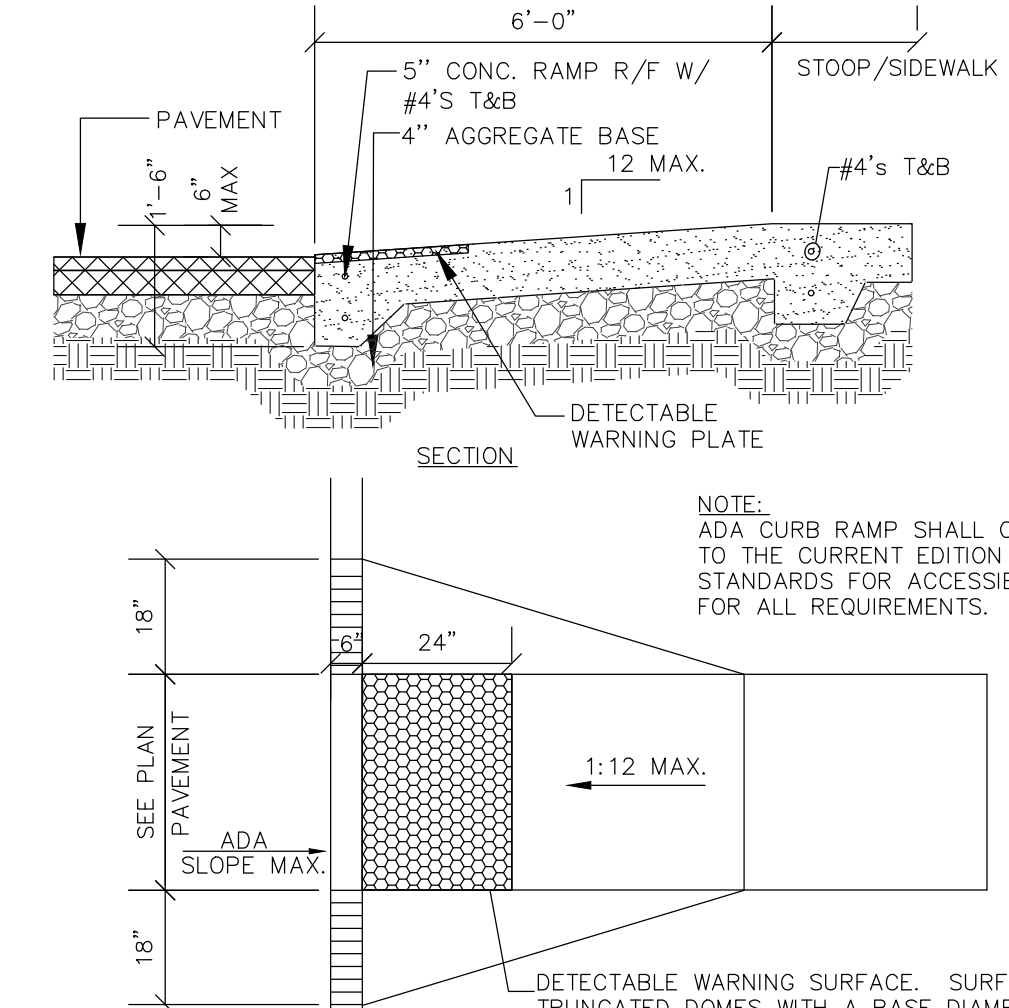 6'-0"
STOOP/SIDEWALK
5" CONC. RAMP R/F W/
#4'S T&B
4" AGGREGATE BASE
PAVEMENT
12 MAX.
1
#4's T&B
1'-6"
6"
MAX
DETECTABLE
WARNING PLATE
SECTION
NOTE:
ADA CURB RAMP SHALL
TO THE CURRENT EDITION
STANDARDS FOR
FOR ALL REQUIREMENTS.
18"
6"
24"
SEE PLAN
PAVEMENT
1:12 MAX.
ADA
SLOPE MAX.
18"
DETECTABLE WARNING SURFACE.
TRUNCATED DOMES WITH A BASE